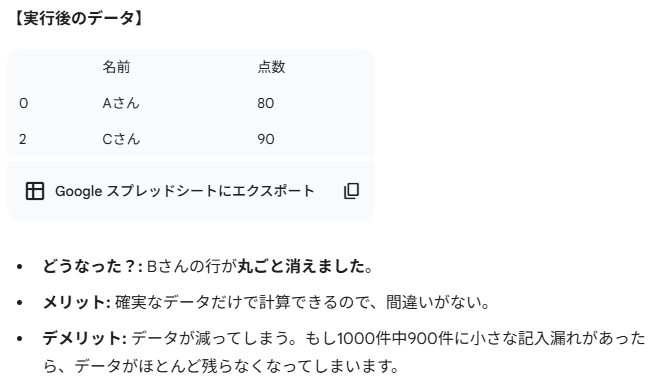 【実行後のデータ】
名前 点数
0 Aさん 80
2 Cさん 90
Google スプレッドシートにエクスポート
• どうなった？: Bさんの行が丸ごと消えました。
• メリット: 確実なデータだけで計算できるので、間違いがない。
• デメリット: データが減ってしまう。もし1000件中900件に小さな記入漏れがあった
ら、データがほとんど残らなくなってしまいます。